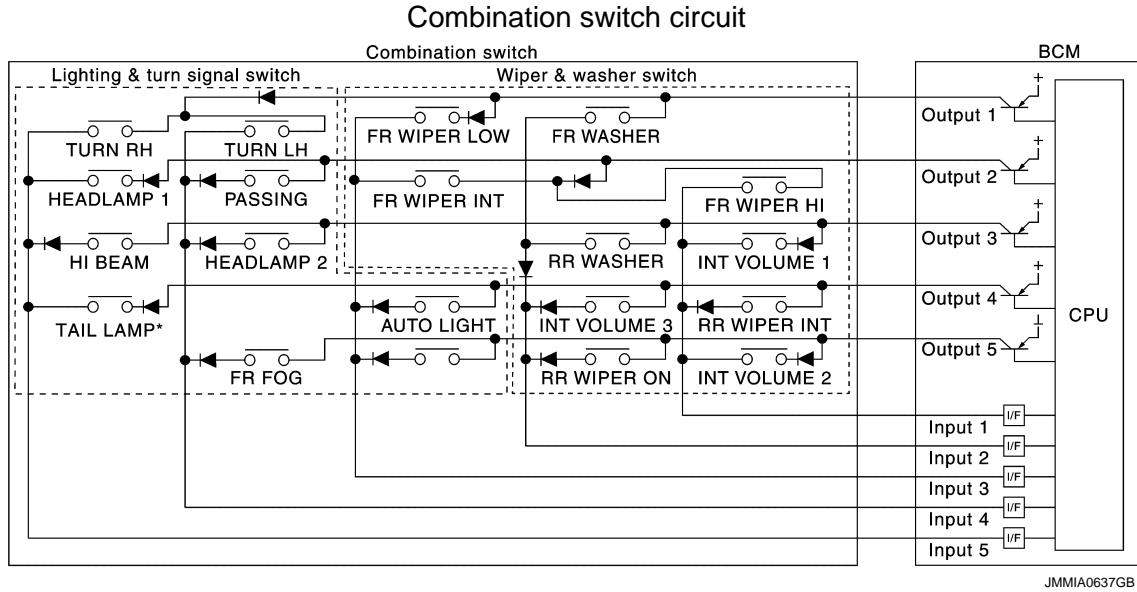 Combination switch circuit
Combination switch
BCM
Lighting & turn signal switch
Wiper & washer switch
+
Output 1
TURN RH
TURN LH
FR WIPER LOW
FR WASHER
+
Output 2
HEADLAMP 1
PASSING
FR WIPER INT
FR WIPER HI
+
Output 3
HI BEAM
HEADLAMP 2
RR WASHER
INT VOLUME 1
+
Output 4
CPU
TAIL LAMP*
AUTO LIGHT
INT VOLUME 3
RR WIPER INT
+
Output 5
FR FOG
RR WIPER ON
INT VOLUME 2
I/F
Input 1
I/F
Input 2
I/F
Input 3
I/F
Input 4
I/F
Input 5
JMMIA0637GB